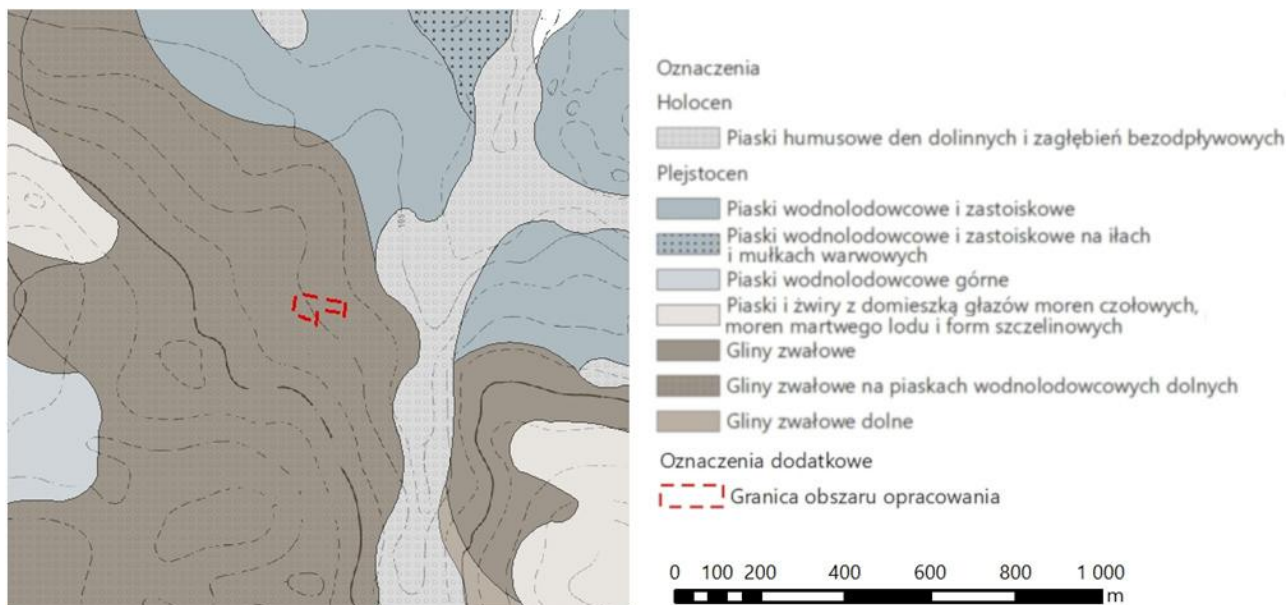 Oznaczenia
Holocen
Piaski humusowe den dolinnych i zagłębień bezodpływowych
Plejstocen
Piaski wodnolodowcowe i zastoiskowe
Piaski wodnolodowcowe i zastoiskowe na iłach
i mułkach warwowych
Piaski wodnolodowcowe górne
Piaski i żwiry z domieszką głazów moren czołowych,
moren martwego lodu i form szczelinowych
Gliny zwałowe
Gliny zwałowe na piaskach wodnolodowcowych dolnych
Gliny zwałowe dolne
Oznaczenia dodatkowe
Granica obszaru opracowania
0 100 200 400 600 800 1 000
m